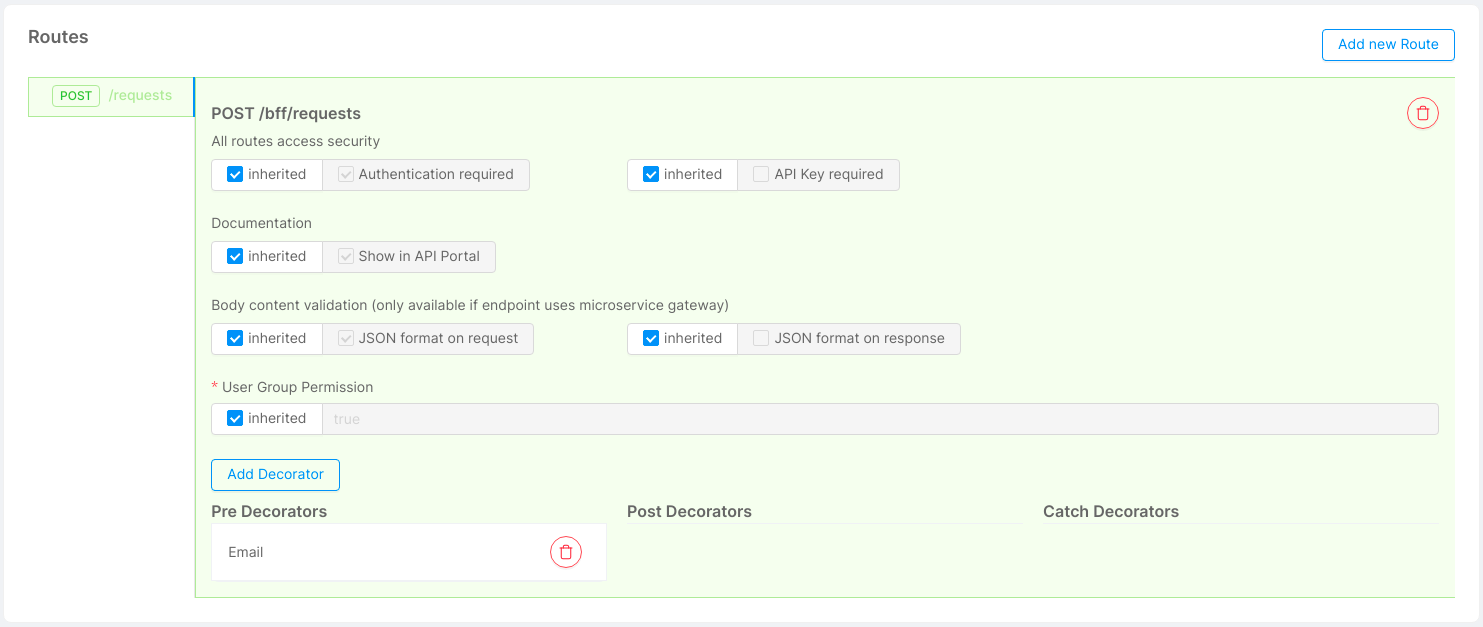 Routes
Add new Route
POST /requests
POST /bff/requests
All routes access security
inherited Authentication required inherited API Key required
Documentation
inherited Show in API Portal
Body content validation (only available if endpoint uses microservice gateway)
inherited JSON format on request inherited JSON format on response
* User Group Permission
inherited true
Add Decorator
Pre Decorators Post Decorators Catch Decorators
Email